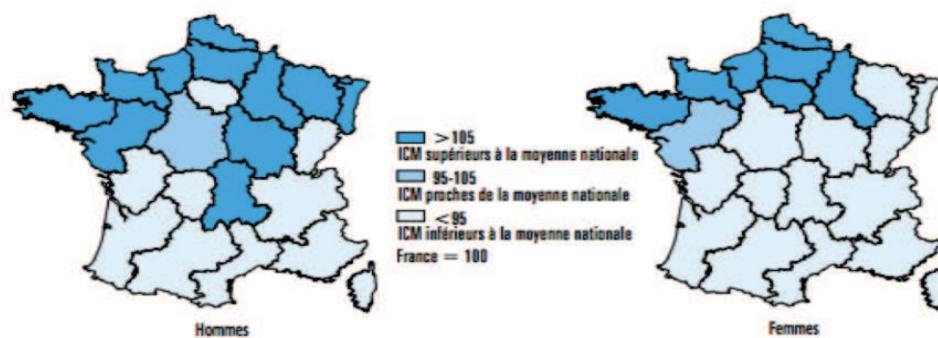 > 105
ICM supérieurs à la moyenne nationale
95-105
ICM proches de la moyenne nationale
< 95
ICM inférieurs à la moyenne nationale
France = 100
Hommes
Femmes